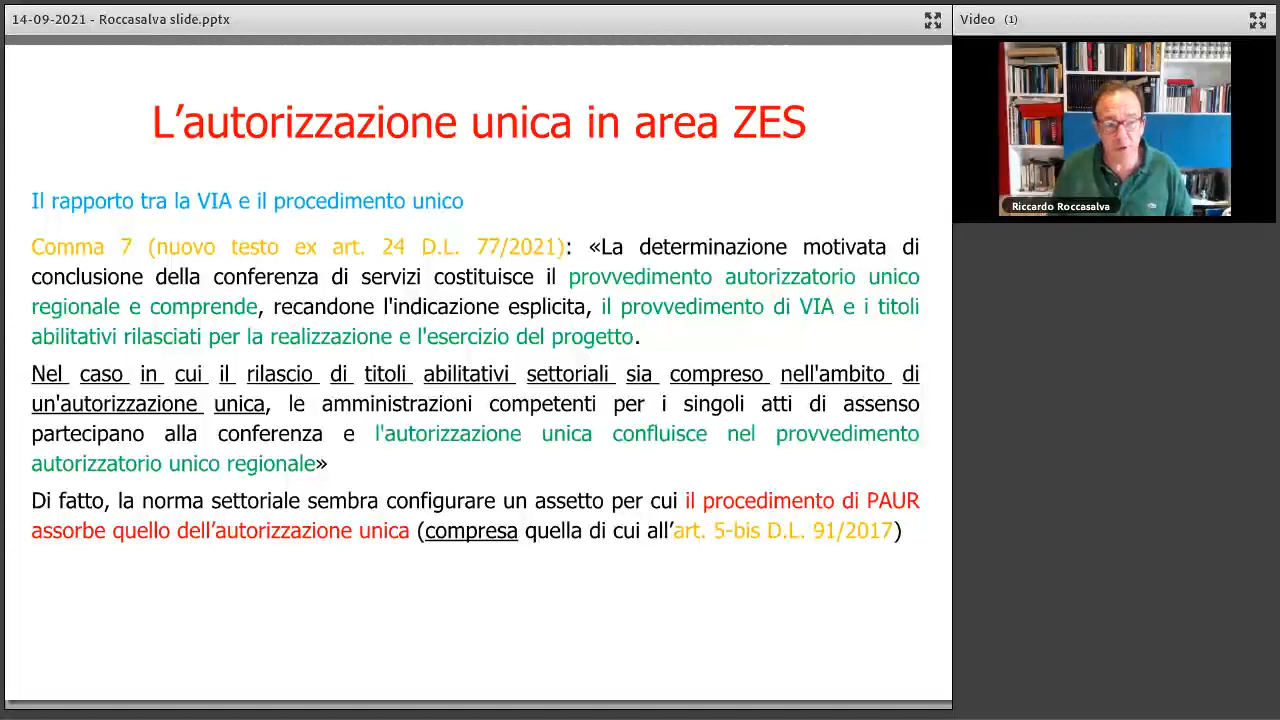 14-09-2021 - Roccasalva slide.pptx
Video (1)
L’autorizzazione unica in area ZES
Il rapporto tra la VIA e il procedimento unico
Comma 7 (nuovo testo ex art. 24 D.L. 77/2021): «La determinazione motivata di
conclusione della conferenza di servizi costituisce il provvedimento autorizzatorio unico
regionale e comprende, recandone l'indicazione esplicita, il provvedimento di VIA e i titoli
abilitativi rilasciati per la realizzazione e l'esercizio del progetto.
Nel caso in cui il rilascio di titoli abilitativi settoriali sia compreso nell'ambito di
un'autorizzazione unica, le amministrazioni competenti per i singoli atti di assenso
partecipano alla conferenza e l'autorizzazione unica confluisce nel provvedimento
autorizzatorio unico regionale»
Di fatto, la norma settoriale sembra configurare un assetto per cui il procedimento di PAUR
assorbe quello dell’autorizzazione unica (compresa quella di cui all’art. 5-bis D.L. 91/2017)
Riccardo Roccasalva